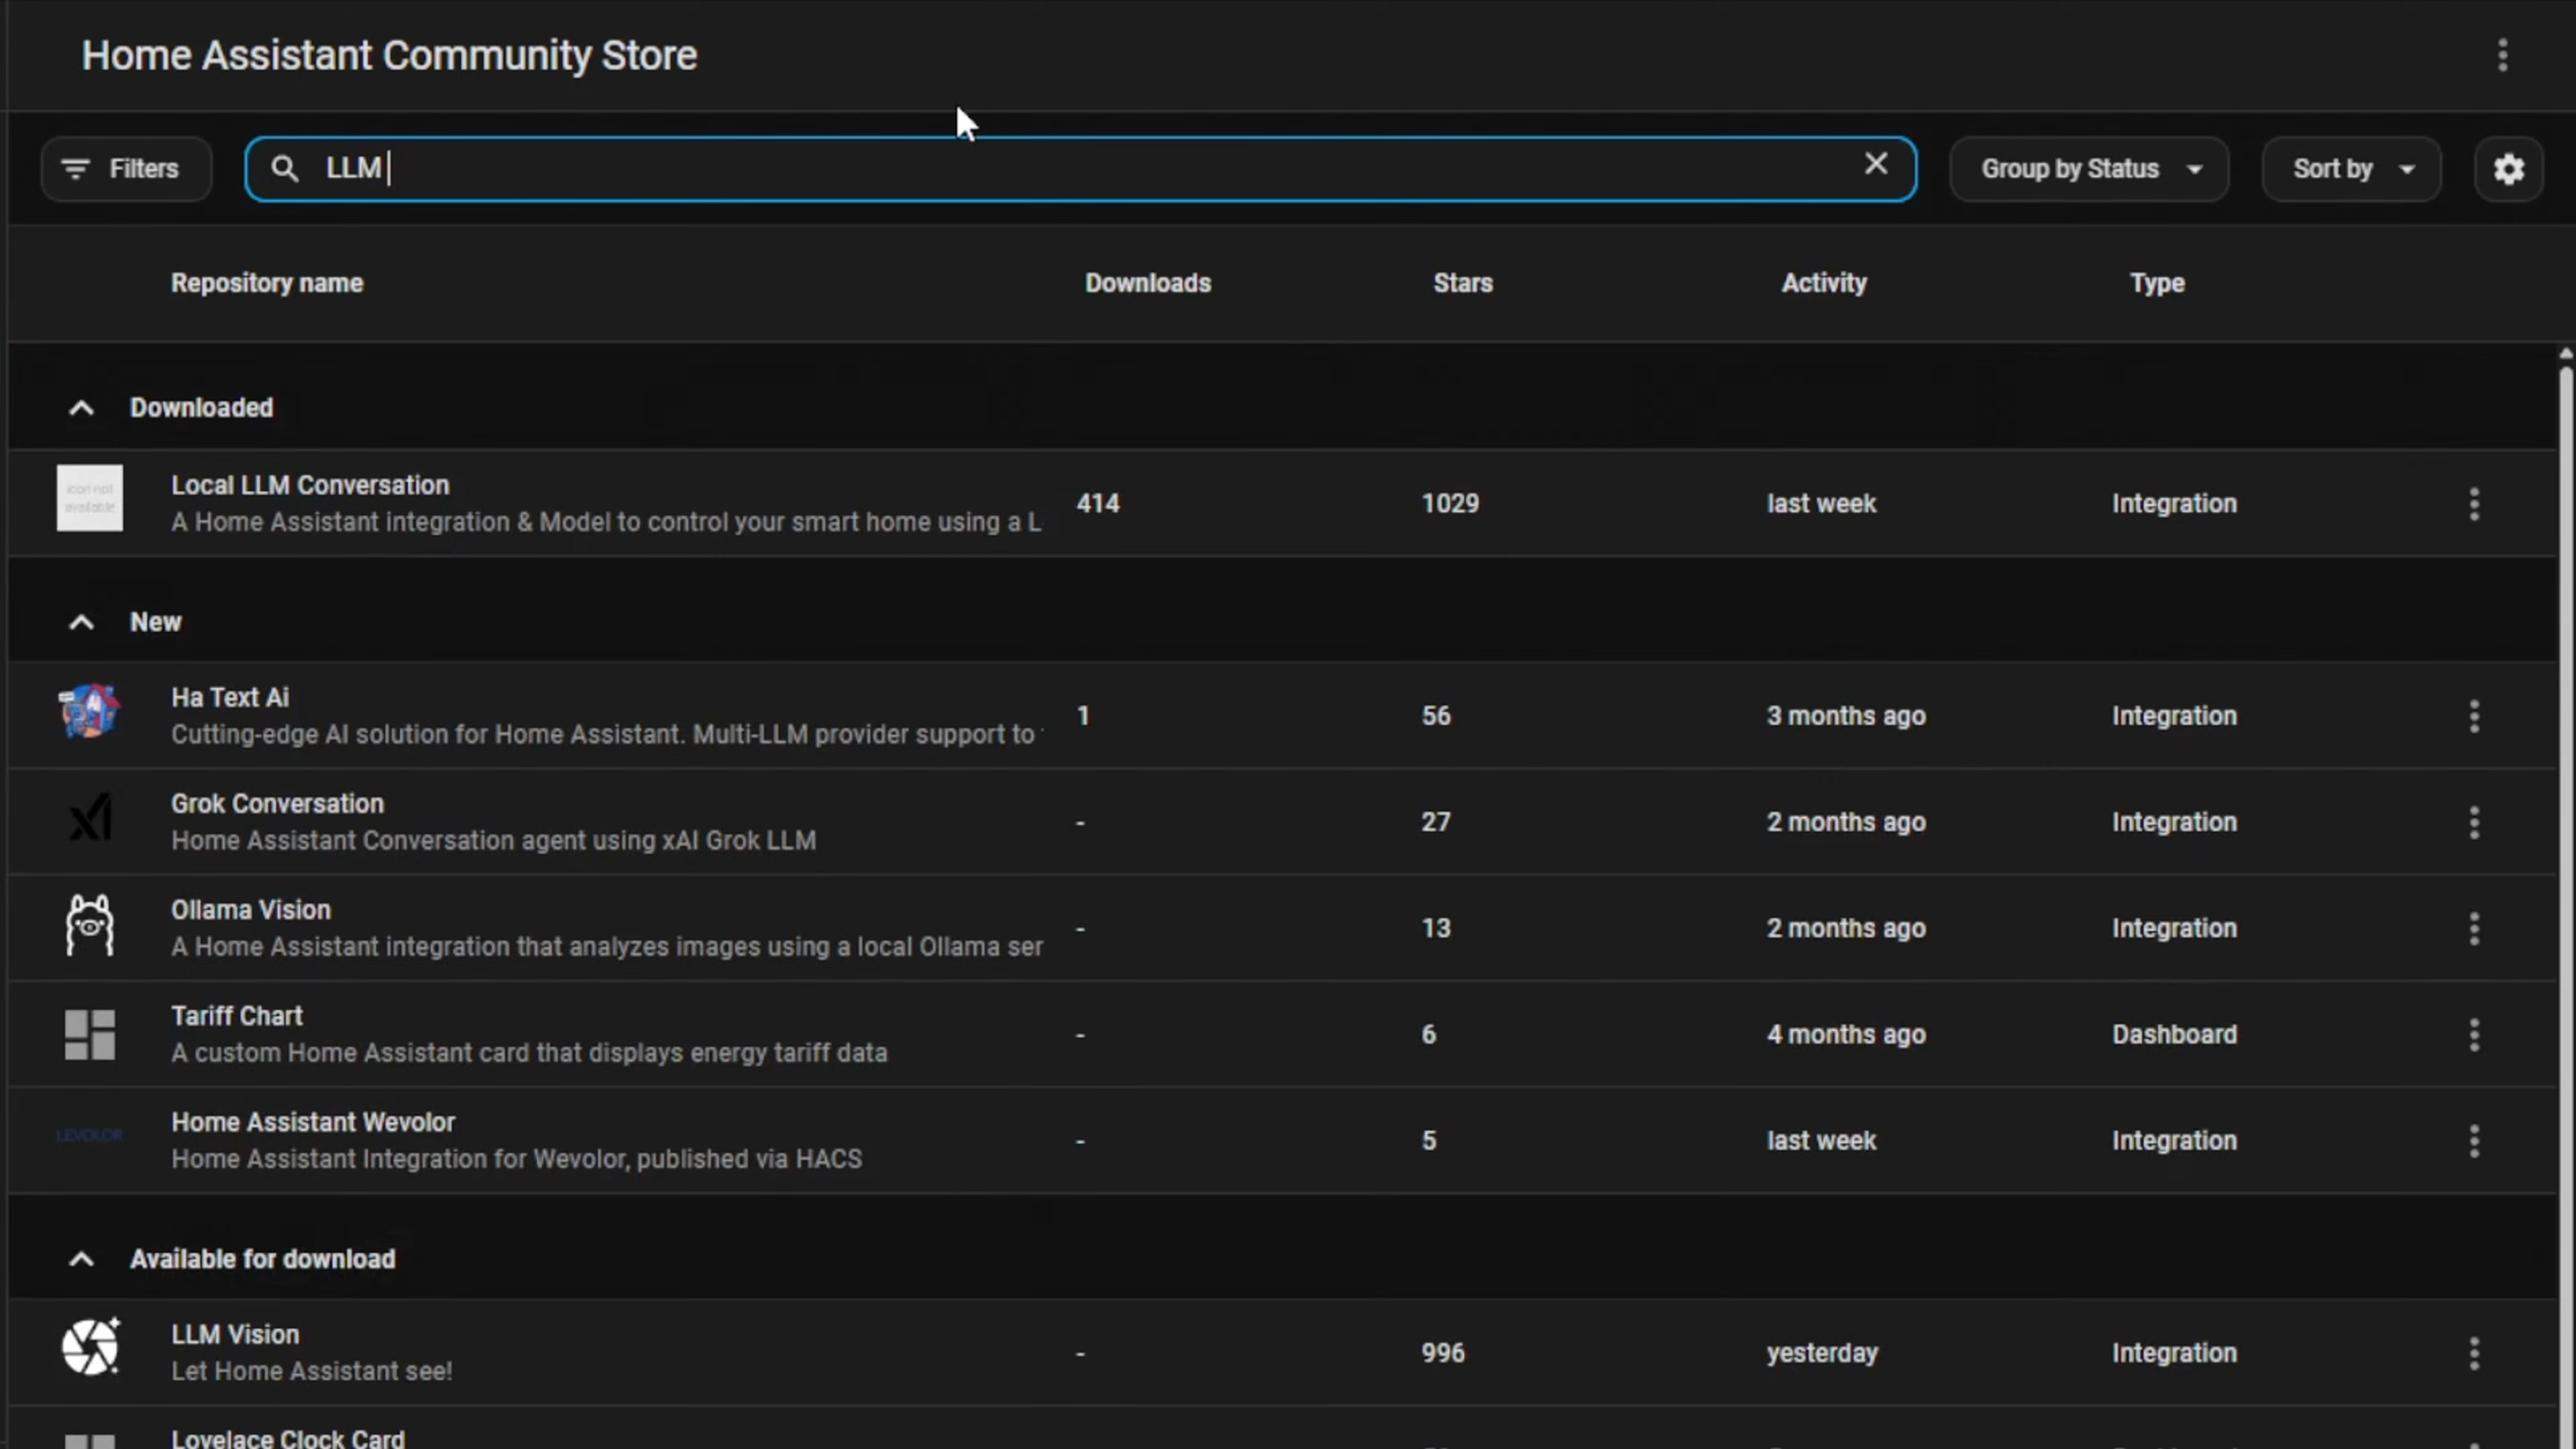 Home Assistant Community Store
Filters
LLM
Group by Status
Sort by
Repository name Downloads Stars Activity Type
Downloaded
icon not
available
Local LLM Conversation
A Home Assistant integration & Model to control your smart home using a L
414 1029 last week Integration
New
Ha Text Ai
Cutting-edge AI solution for Home Assistant. Multi-LLM provider support to
1 56 3 months ago Integration
Grok Conversation
Home Assistant Conversation agent using xAI Grok LLM
- 27 2 months ago Integration
Ollama Vision
A Home Assistant integration that analyzes images using a local Ollama ser
- 13 2 months ago Integration
Tariff Chart
A custom Home Assistant card that displays energy tariff data
- 6 4 months ago Dashboard
LEVOLOR
Home Assistant Wevolor
Home Assistant Integration for Wevolor, published via HACS
- 5 last week Integration
Available for download
LLM Vision
Let Home Assistant see!
- 996 yesterday Integration
Lovelace Clock Card